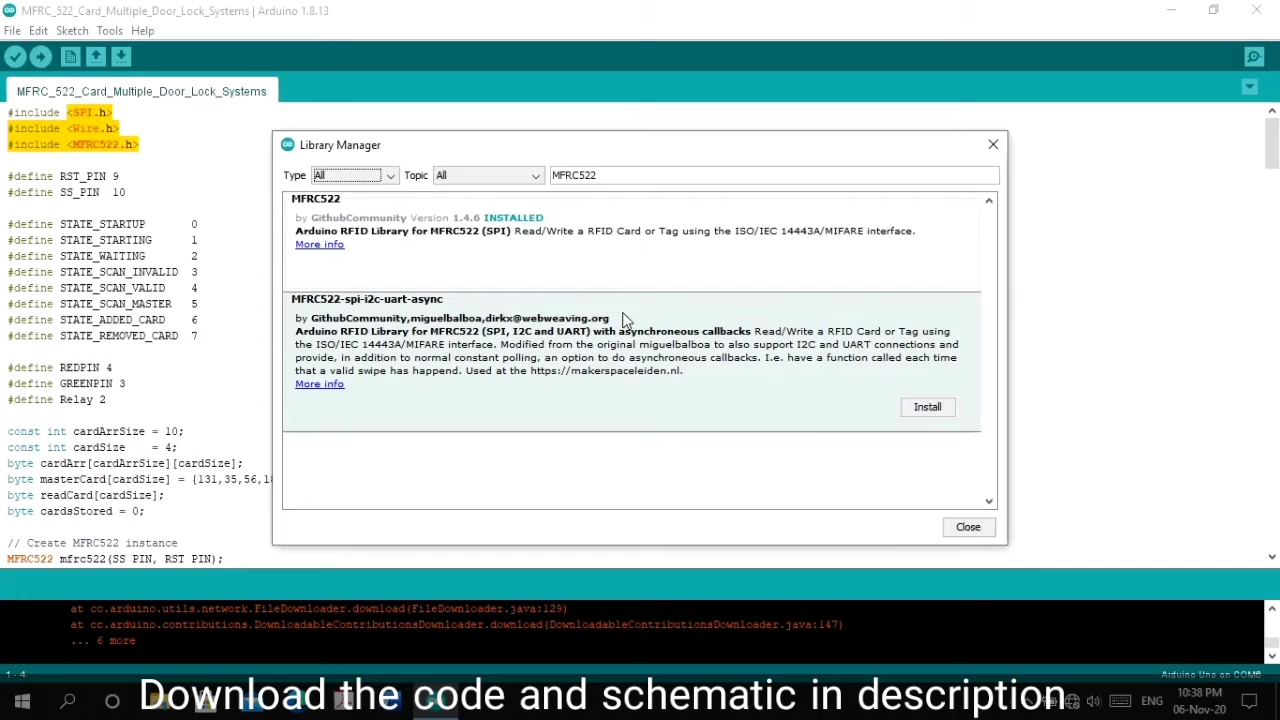 MFRC_522_Card_Multiple_Door_Lock_Systems | Arduino 1.8.13
File Edit Sketch Tools Help
MFRC_522_Card_Multiple_Door_Lock_Systems
#include <SPI.h>
#include <Wire.h>
#include <MFRC522.h>
#define RST_PIN 9
#define SS_PIN 10
#define STATE_STARTUP 0
#define STATE_STARTING 1
#define STATE_WAITING 2
#define STATE_SCAN_INVALID 3
#define STATE_SCAN_VALID 4
#define STATE_SCAN_MASTER 5
#define STATE_ADDED_CARD 6
#define STATE_REMOVED_CARD 7
#define REDPIN 4
#define GREENPIN 3
#define Relay 2
const int cardArrSize = 10;
const int cardSize = 4;
byte cardArr[cardArrSize][cardSize];
byte masterCard[cardSize] = {131,35,56,1
byte readCard[cardSize];
byte cardsStored = 0;
// Create MFRC522 instance
MFRC522 mfrc522(SS_PIN, RST_PIN);
Library Manager
Type All Topic All MFRC522
MFRC522
by GithubCommunity Version 1.4.6 INSTALLED
Arduino RFID Library for MFRC522 (SPI) Read/Write a RFID Card or Tag using the ISO/IEC 14443A/MIFARE interface.
More info
MFRC522-spi-i2c-uart-async
by GithubCommunity,miguelbalboa,dirkx@webweaving.org
Arduino RFID Library for MFRC522 (SPI, I2C and UART) with asynchroneous callbacks Read/Write a RFID Card or Tag using
the ISO/IEC 14443A/MIFARE interface. Modified from the original miguelbalboa to also support I2C and UART connections and
provide, in addition to normal constant polling, an option to do asynchroneous callbacks. I.e. have a function called each time
that a valid swipe has happend. Used at the https://makerspaceleiden.nl.
More info
Install
Close
at cc.arduino.utils.network.FileDownloader.download(FileDownloader.java:129)
at cc.arduino.contributions.DownloadableContributionsDownloader.download(DownloadableContributionsDownloader.java:147)
... 6 more
1 - 4
Arduino Uno on COM6
Download the code and schematic in description
ENG
10:38 PM
06-Nov-20